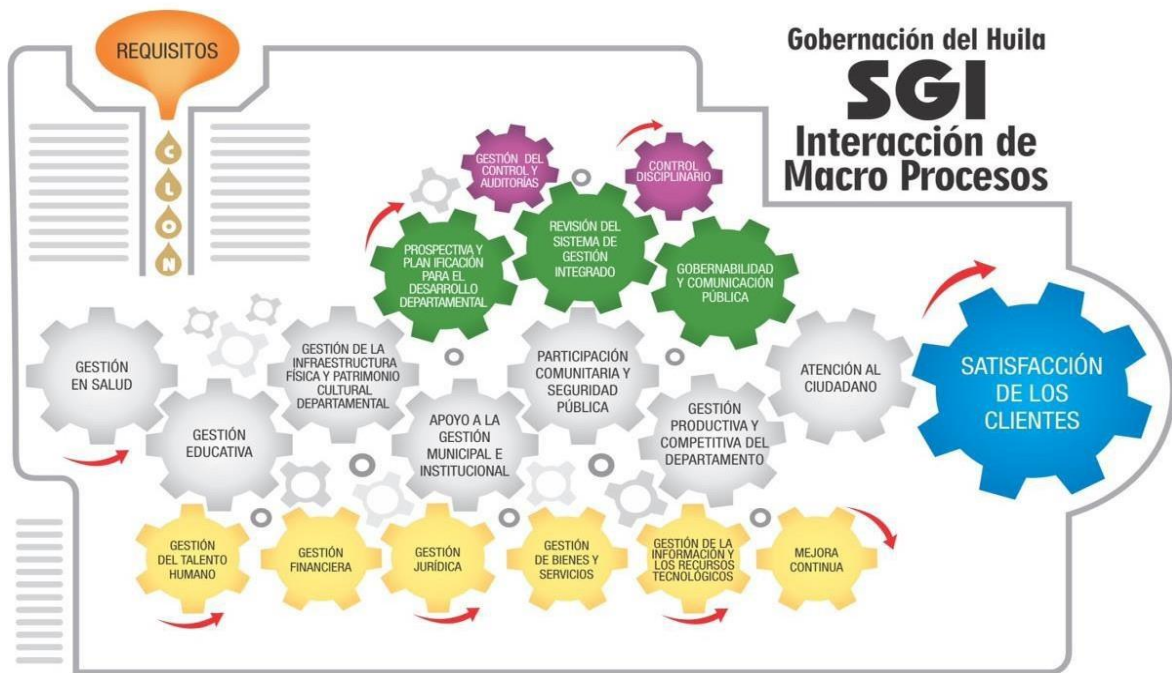 REQUISITOS
C
L
O
N
Gobernación del Huila
SGI
Interacción de
Macro Procesos
GESTIÓN DEL
CONTROL Y
AUDITORÍAS
CONTROL
DISCIPLINARIO
PROSPECTIVA Y
PLAN IFICACIÓN
PARA EL
DESARROLLO
DEPARTAMENTAL
REVISIÓN DEL
SISTEMA DE
GESTIÓN
INTEGRADO
GOBERNABILIDAD
Y COMUNICACIÓN
PÚBLICA
GESTIÓN
EN SALUD
GESTIÓN
EDUCATIVA
GESTIÓN DE LA
INFRAESTRUCTURA
FÍSICA Y PATRIMONIO
CULTURAL
DEPARTAMENTAL
APOYO A LA
GESTIÓN
MUNICIPAL E
INSTITUCIONAL
PARTICIPACIÓN
COMUNITARIA Y
SEGURIDAD
PÚBLICA
GESTIÓN
PRODUCTIVA Y
COMPETITIVA DEL
DEPARTAMENTO
ATENCIÓN AL
CIUDADANO
SATISFACCIÓN
DE LOS
CLIENTES
GESTIÓN
DEL TALENTO
HUMANO
GESTIÓN
FINANCIERA
GESTIÓN
JURÍDICA
GESTIÓN
DE BIENES Y
SERVICIOS
GESTIÓN DE LA
INFORMACIÓN Y
LOS RECURSOS
TECNOLÓGICOS
MEJORA
CONTINUA